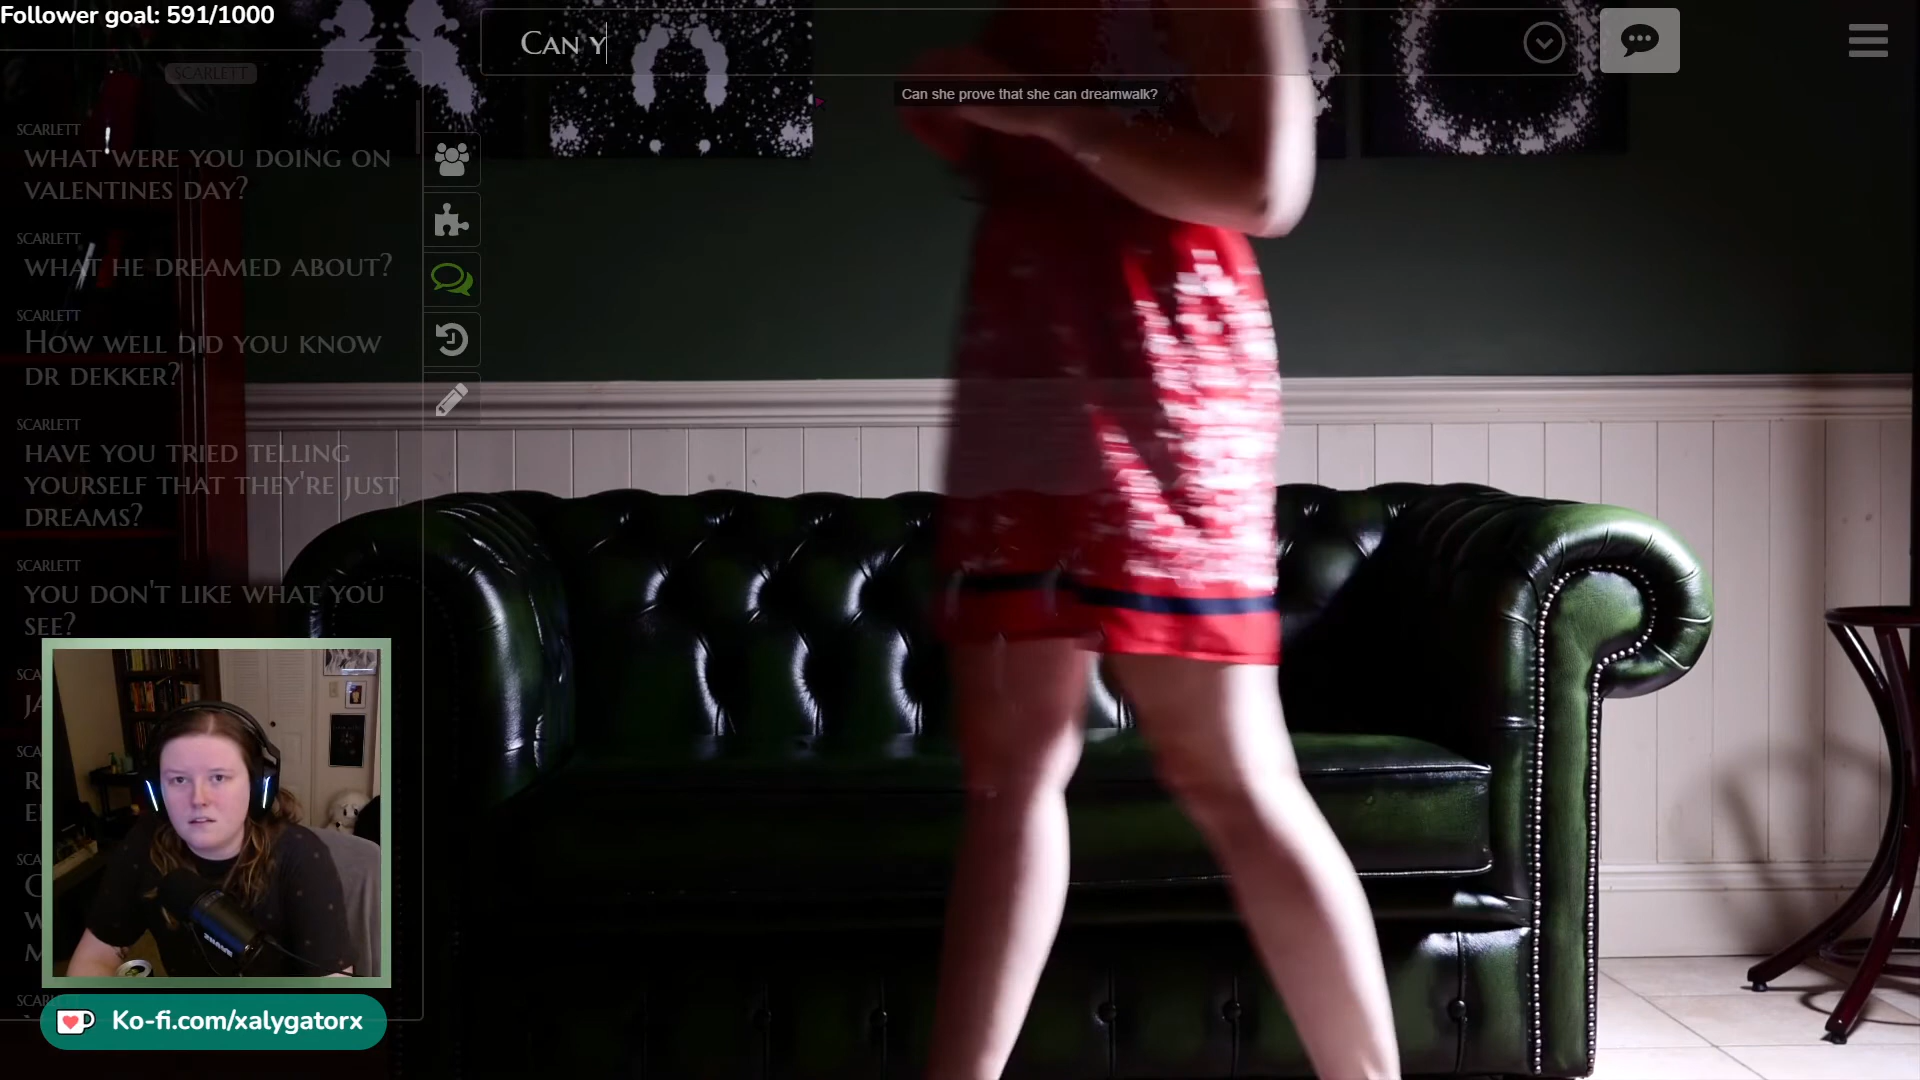 Follower goal: 591/1000
Can y
Can she prove that she can dreamwalk?
SCARLETT
SCARLETT
WHAT WERE YOU DOING ON
VALENTINES DAY?
SCARLETT
WHAT HE DREAMED ABOUT?
SCARLETT
HOW WELL DID YOU KNOW
DR DEKKER?
SCARLETT
HAVE YOU TRIED TELLING
YOURSELF THAT THEY'RE JUST
DREAMS?
SCARLETT
YOU DON'T LIKE WHAT YOU
SEE?
Ko-fi.com/xalygatorx